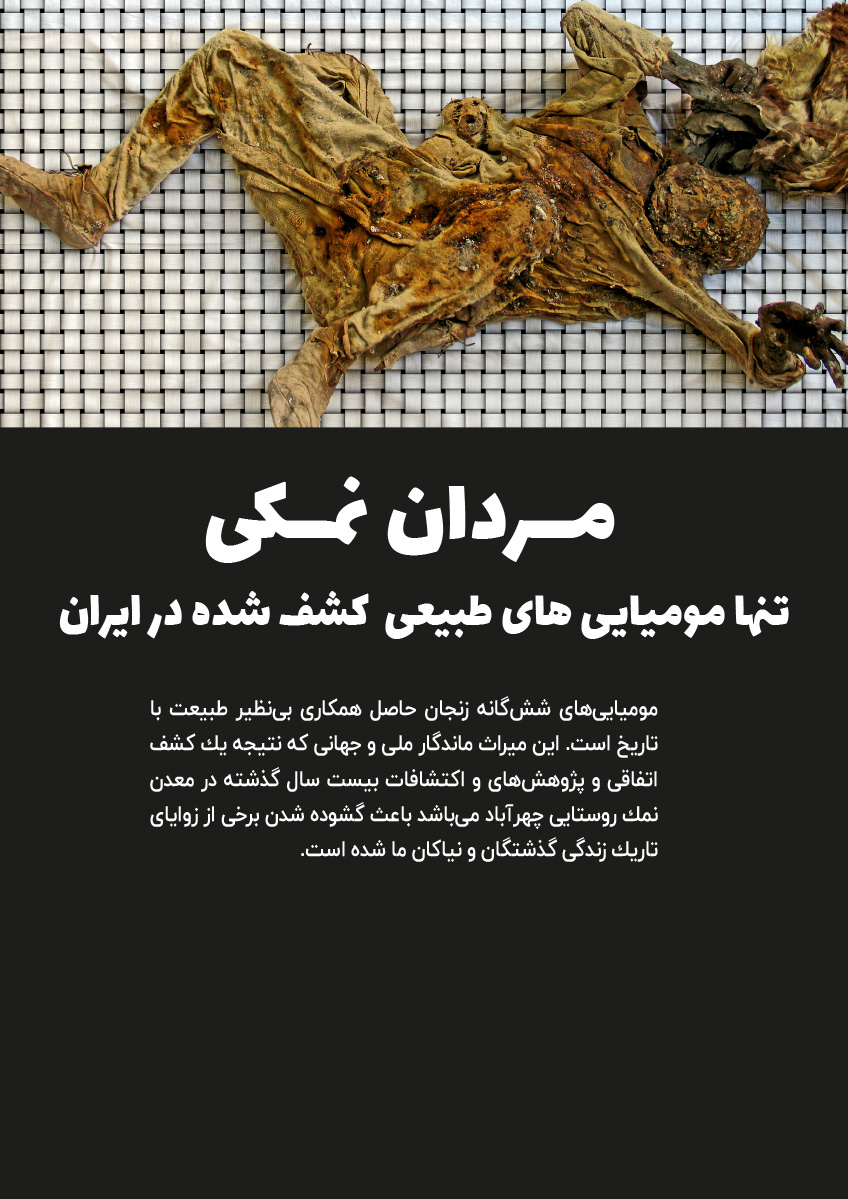 مردان نمکی
تنها مومیایی های طبیعی کشف شده در ایران
مومیایی‌های شش‌گانه زنجان حاصل همکاری بی‌نظیر طبیعت با
تاریخ است. این میراث ماندگار ملی و جهانی که نتیجه یك کشف
اتفاقی و پژوهش‌های و اکتشافات بیست سال گذشته در معدن
نمك روستایی چهرآباد می‌باشد باعث گشوده شدن برخی از زوایای
تاریك زندگی گذشتگان و نیاکان ما شده است.